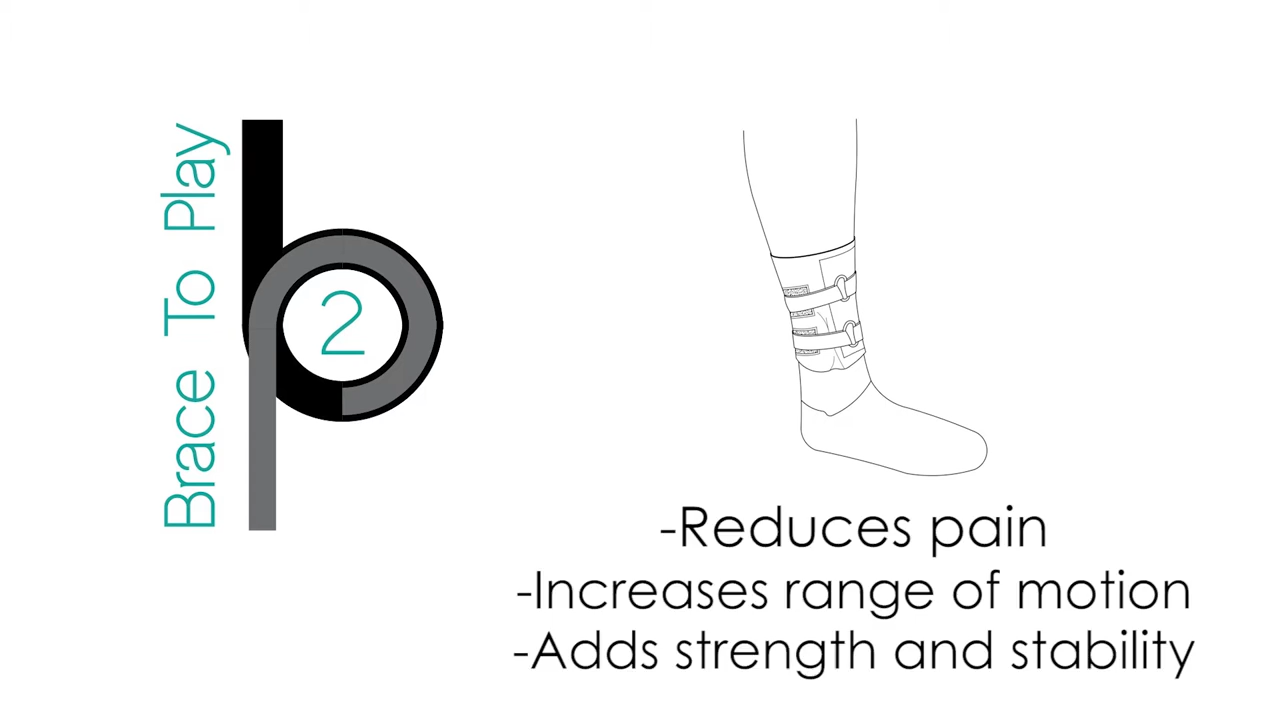 Brace To Play
2
-Reduces pain
-Increases range of motion
-Adds strength and stability